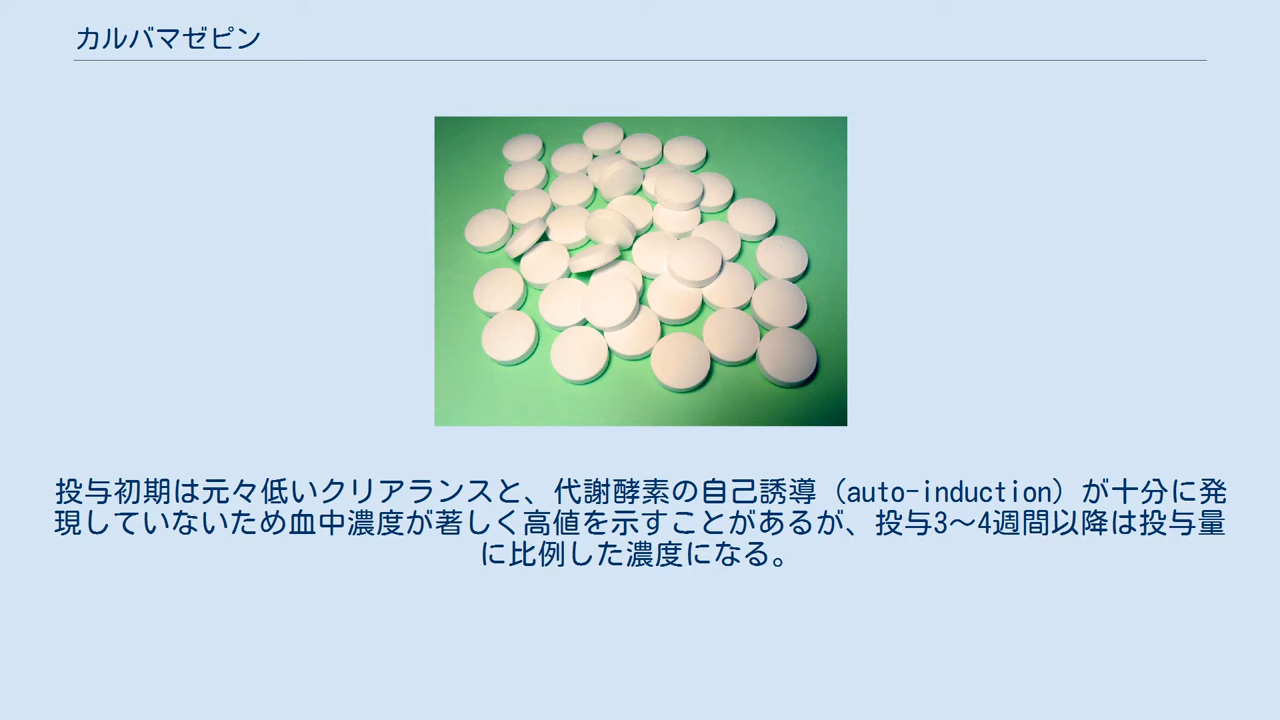 カルバマゼピン
投与初期は元々低いクリアランスと、代謝酵素の自己誘導（auto-induction）が十分に発
現していないため血中濃度が著しく高値を示すことがあるが、投与3～4週間以降は投与量
に比例した濃度になる。